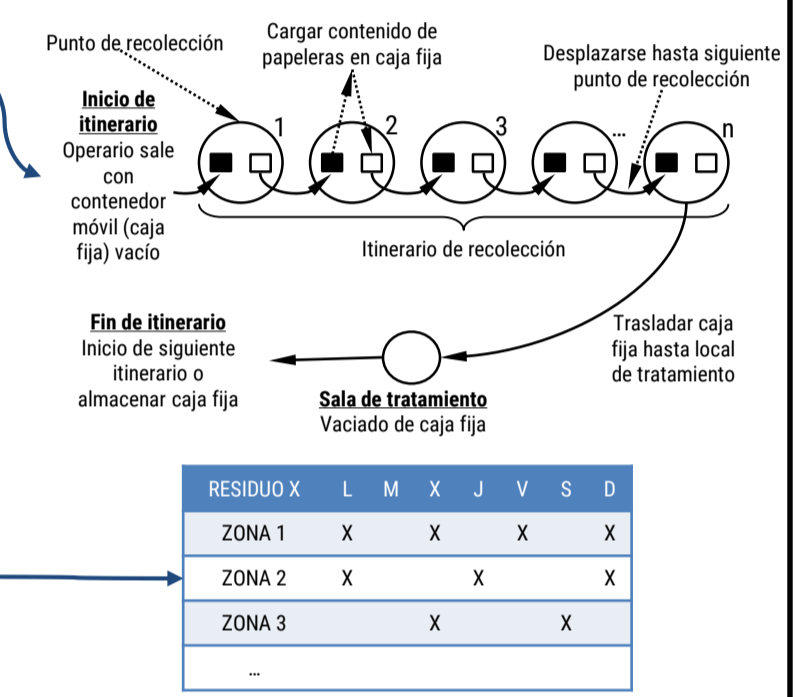 Punto de recolección
Cargar contenido de
papeleras en caja fija
Desplazarse hasta siguiente
punto de recolección
Inicio de
itinerario
Operario sale
con
contenedor
móvil (caja
fija) vacío
1
2
3
...
n
Itinerario de recolección
Fin de itinerario
Inicio de siguiente
itinerario o
almacenar caja fija
Sala de tratamiento
Vaciado de caja fija
Trasladar caja
fija hasta local
de tratamiento
RESIDUO X L M X J V S D
ZONA 1 X X X X
ZONA 2 X X X
ZONA 3 X X
...